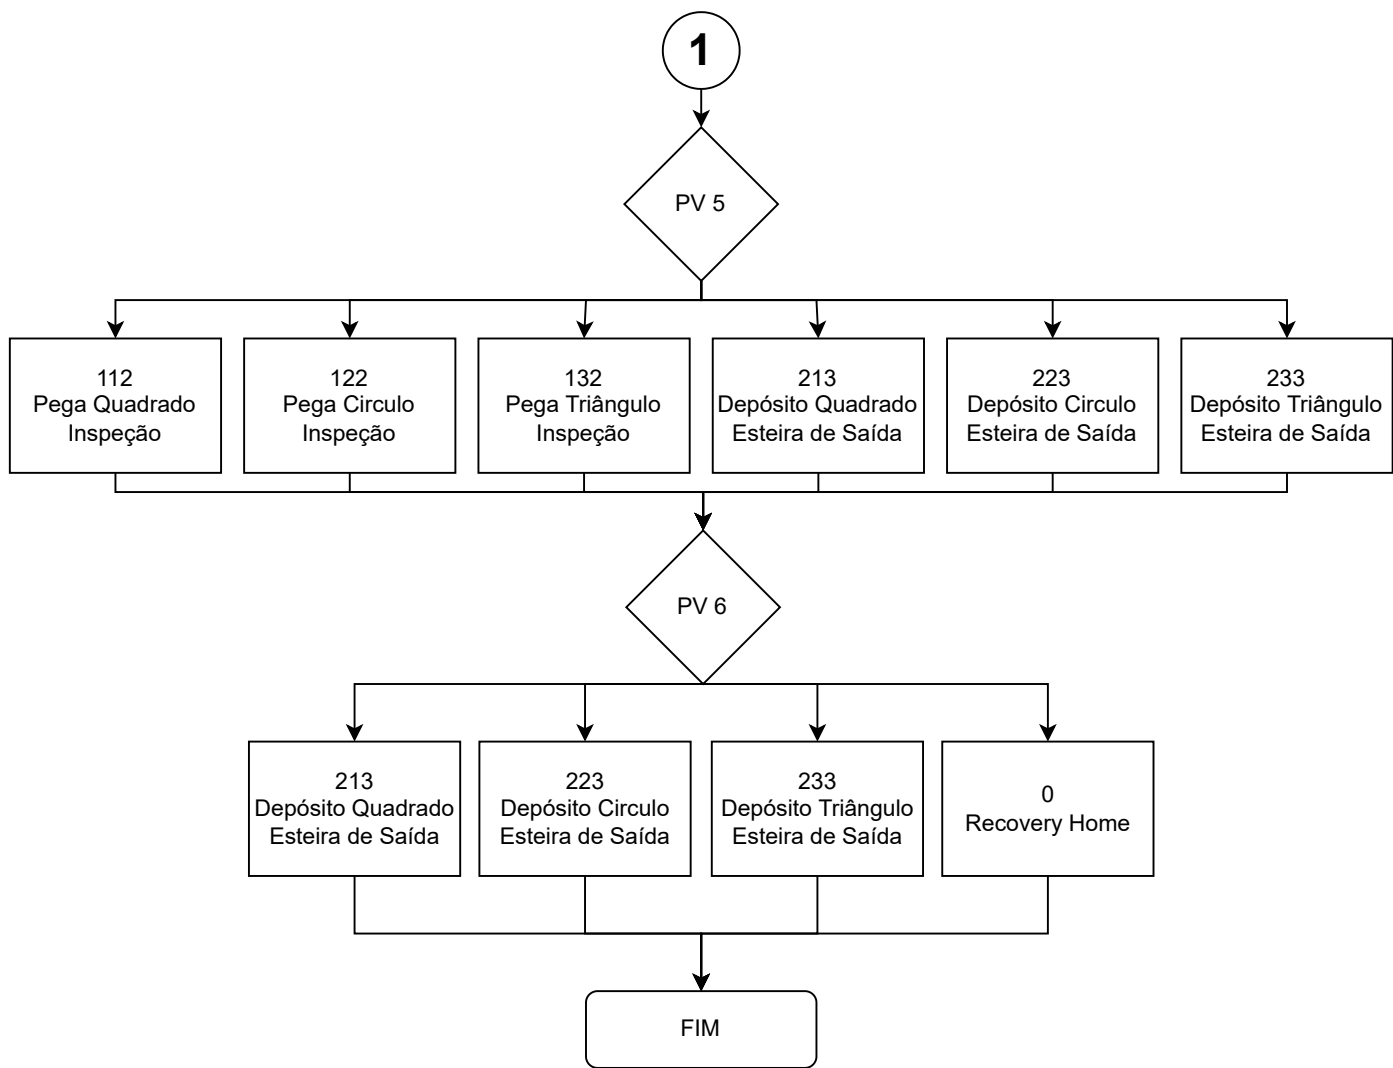 1
PV 5
112
Pega Quadrado
Inspeção
122
Pega Circulo
Inspeção
132
Pega Triângulo
Inspeção
213
Depósito Quadrado
Esteira de Saída
223
Depósito Circulo
Esteira de Saída
233
Depósito Triângulo
Esteira de Saída
PV 6
213
Depósito Quadrado
Esteira de Saída
223
Depósito Circulo
Esteira de Saída
233
Depósito Triângulo
Esteira de Saída
0
Recovery Home
FIM